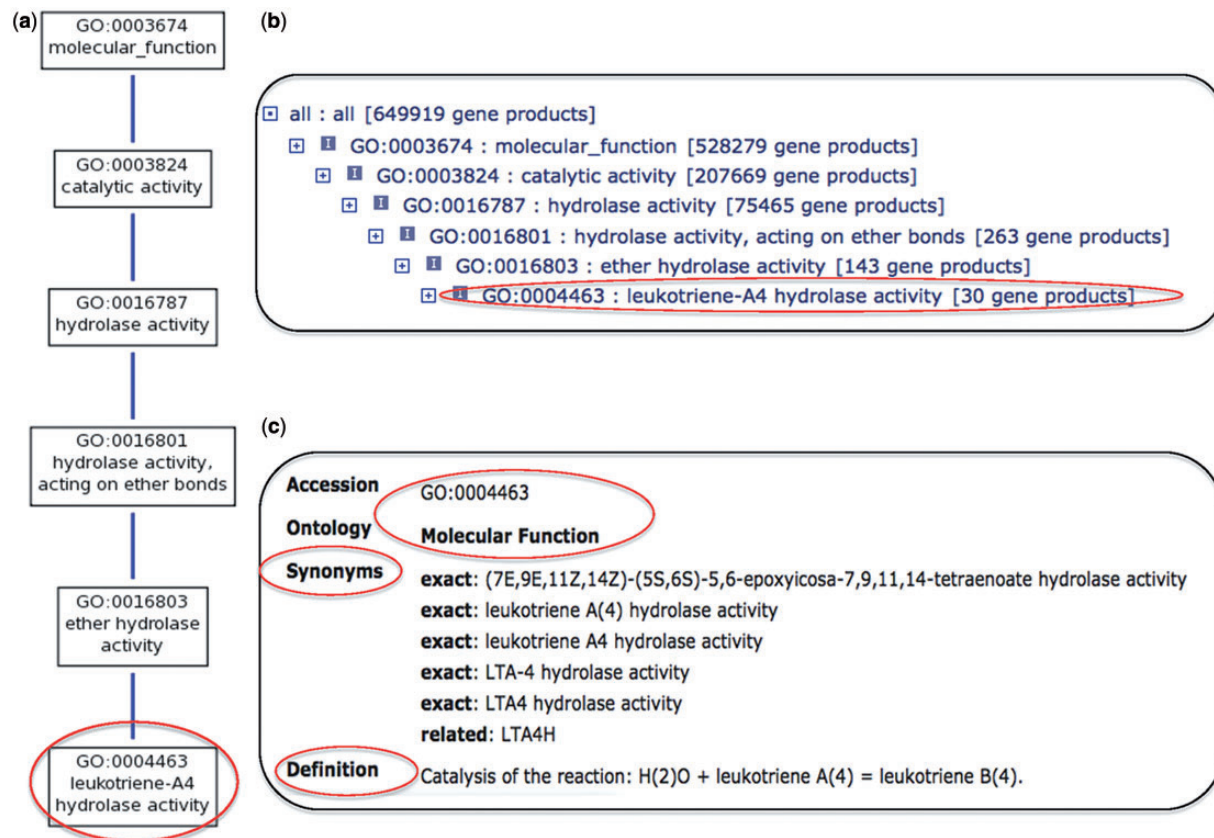 (a)
GO:0003674
molecular_function
GO:0003824
catalytic activity
GO:0016787
hydrolase activity
GO:0016801
hydrolase activity,
acting on ether bonds
GO:0016803
ether hydrolase
activity
GO:0004463
leukotriene-A4
hydrolase activity
(b)
all : all [649919 gene products]
I GO:0003674 : molecular_function [528279 gene products]
I GO:0003824 : catalytic activity [207669 gene products]
I GO:0016787 : hydrolase activity [75465 gene products]
I GO:0016801 : hydrolase activity, acting on ether bonds [263 gene products]
I GO:0016803 : ether hydrolase activity [143 gene products]
I GO:0004463 : leukotriene-A4 hydrolase activity [30 gene products]
(c)
Accession GO:0004463
Ontology Molecular Function
Synonyms exact: (7E,9E,11Z,14Z)-(5S,6S)-5,6-epoxyicosa-7,9,11,14-tetraenoate hydrolase activity
exact: leukotriene A(4) hydrolase activity
exact: leukotriene A4 hydrolase activity
exact: LTA-4 hydrolase activity
exact: LTA4 hydrolase activity
related: LTA4H
Definition Catalysis of the reaction: H(2)O + leukotriene A(4) = leukotriene B(4).